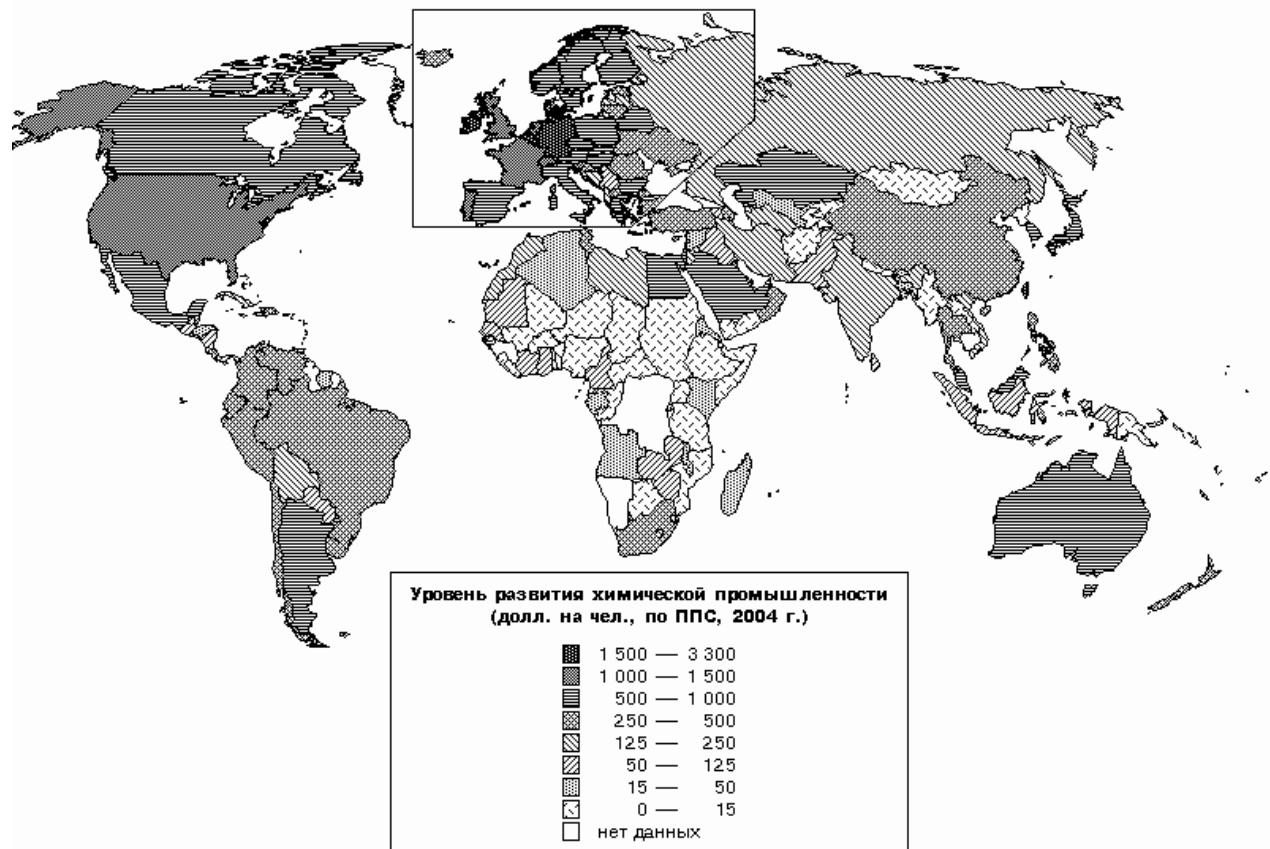 Уровень развития химической промышленности
(долл. на чел., по ППС, 2004 г.)
1 500 — 3 300
1 000 — 1 500
500 — 1 000
250 — 500
125 — 250
50 — 125
15 — 50
0 — 15
нет данных